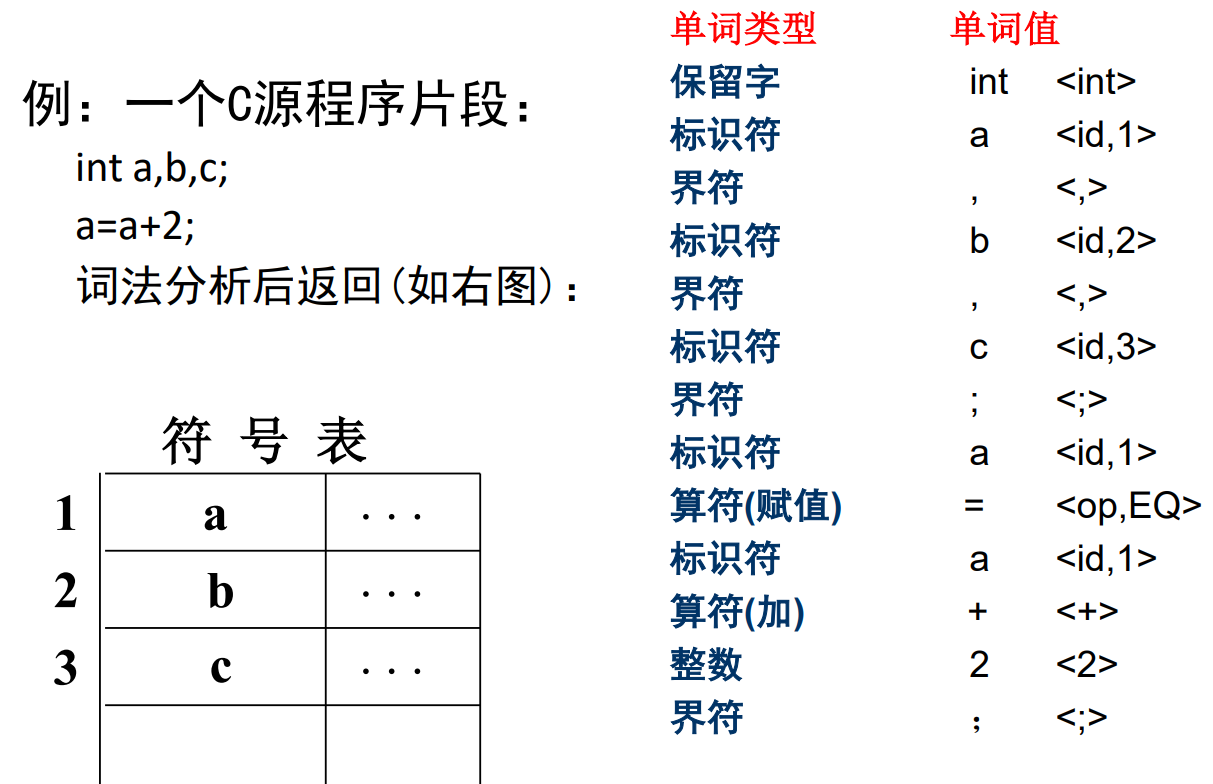 例：一个C源程序片段：
int a,b,c;
a=a+2;
词法分析后返回(如右图)：
符 号 表
1 a ···
2 b ···
3 c ···
单词类型 单词值
保留字 int <int>
标识符 a <id,1>
界符 , <,>
标识符 b <id,2>
界符 , <,>
标识符 c <id,3>
界符 ; <;>
标识符 a <id,1>
算符(赋值) = <op,EQ>
标识符 a <id,1>
算符(加) + <+>
整数 2 <2>
界符 ； <;>